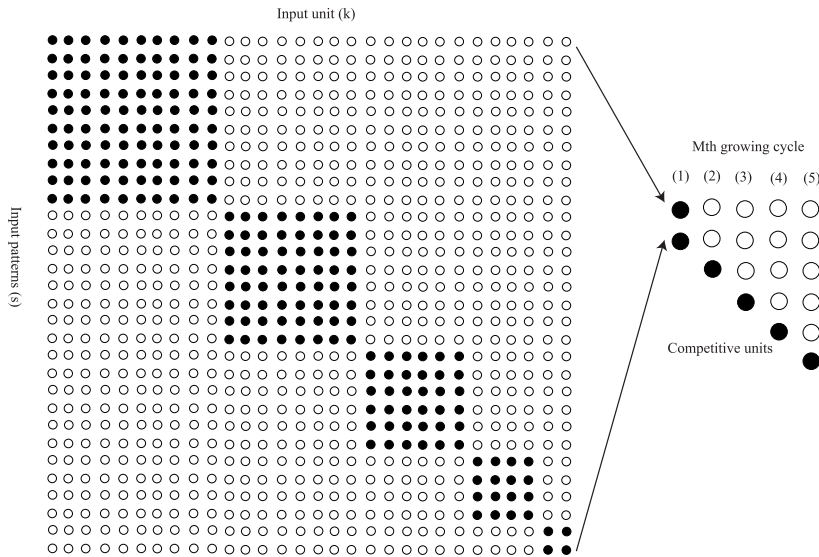 Input unit (k)
Input patterns (s)
Mth growing cycle
(1) (2) (3) (4) (5)
Competitive units